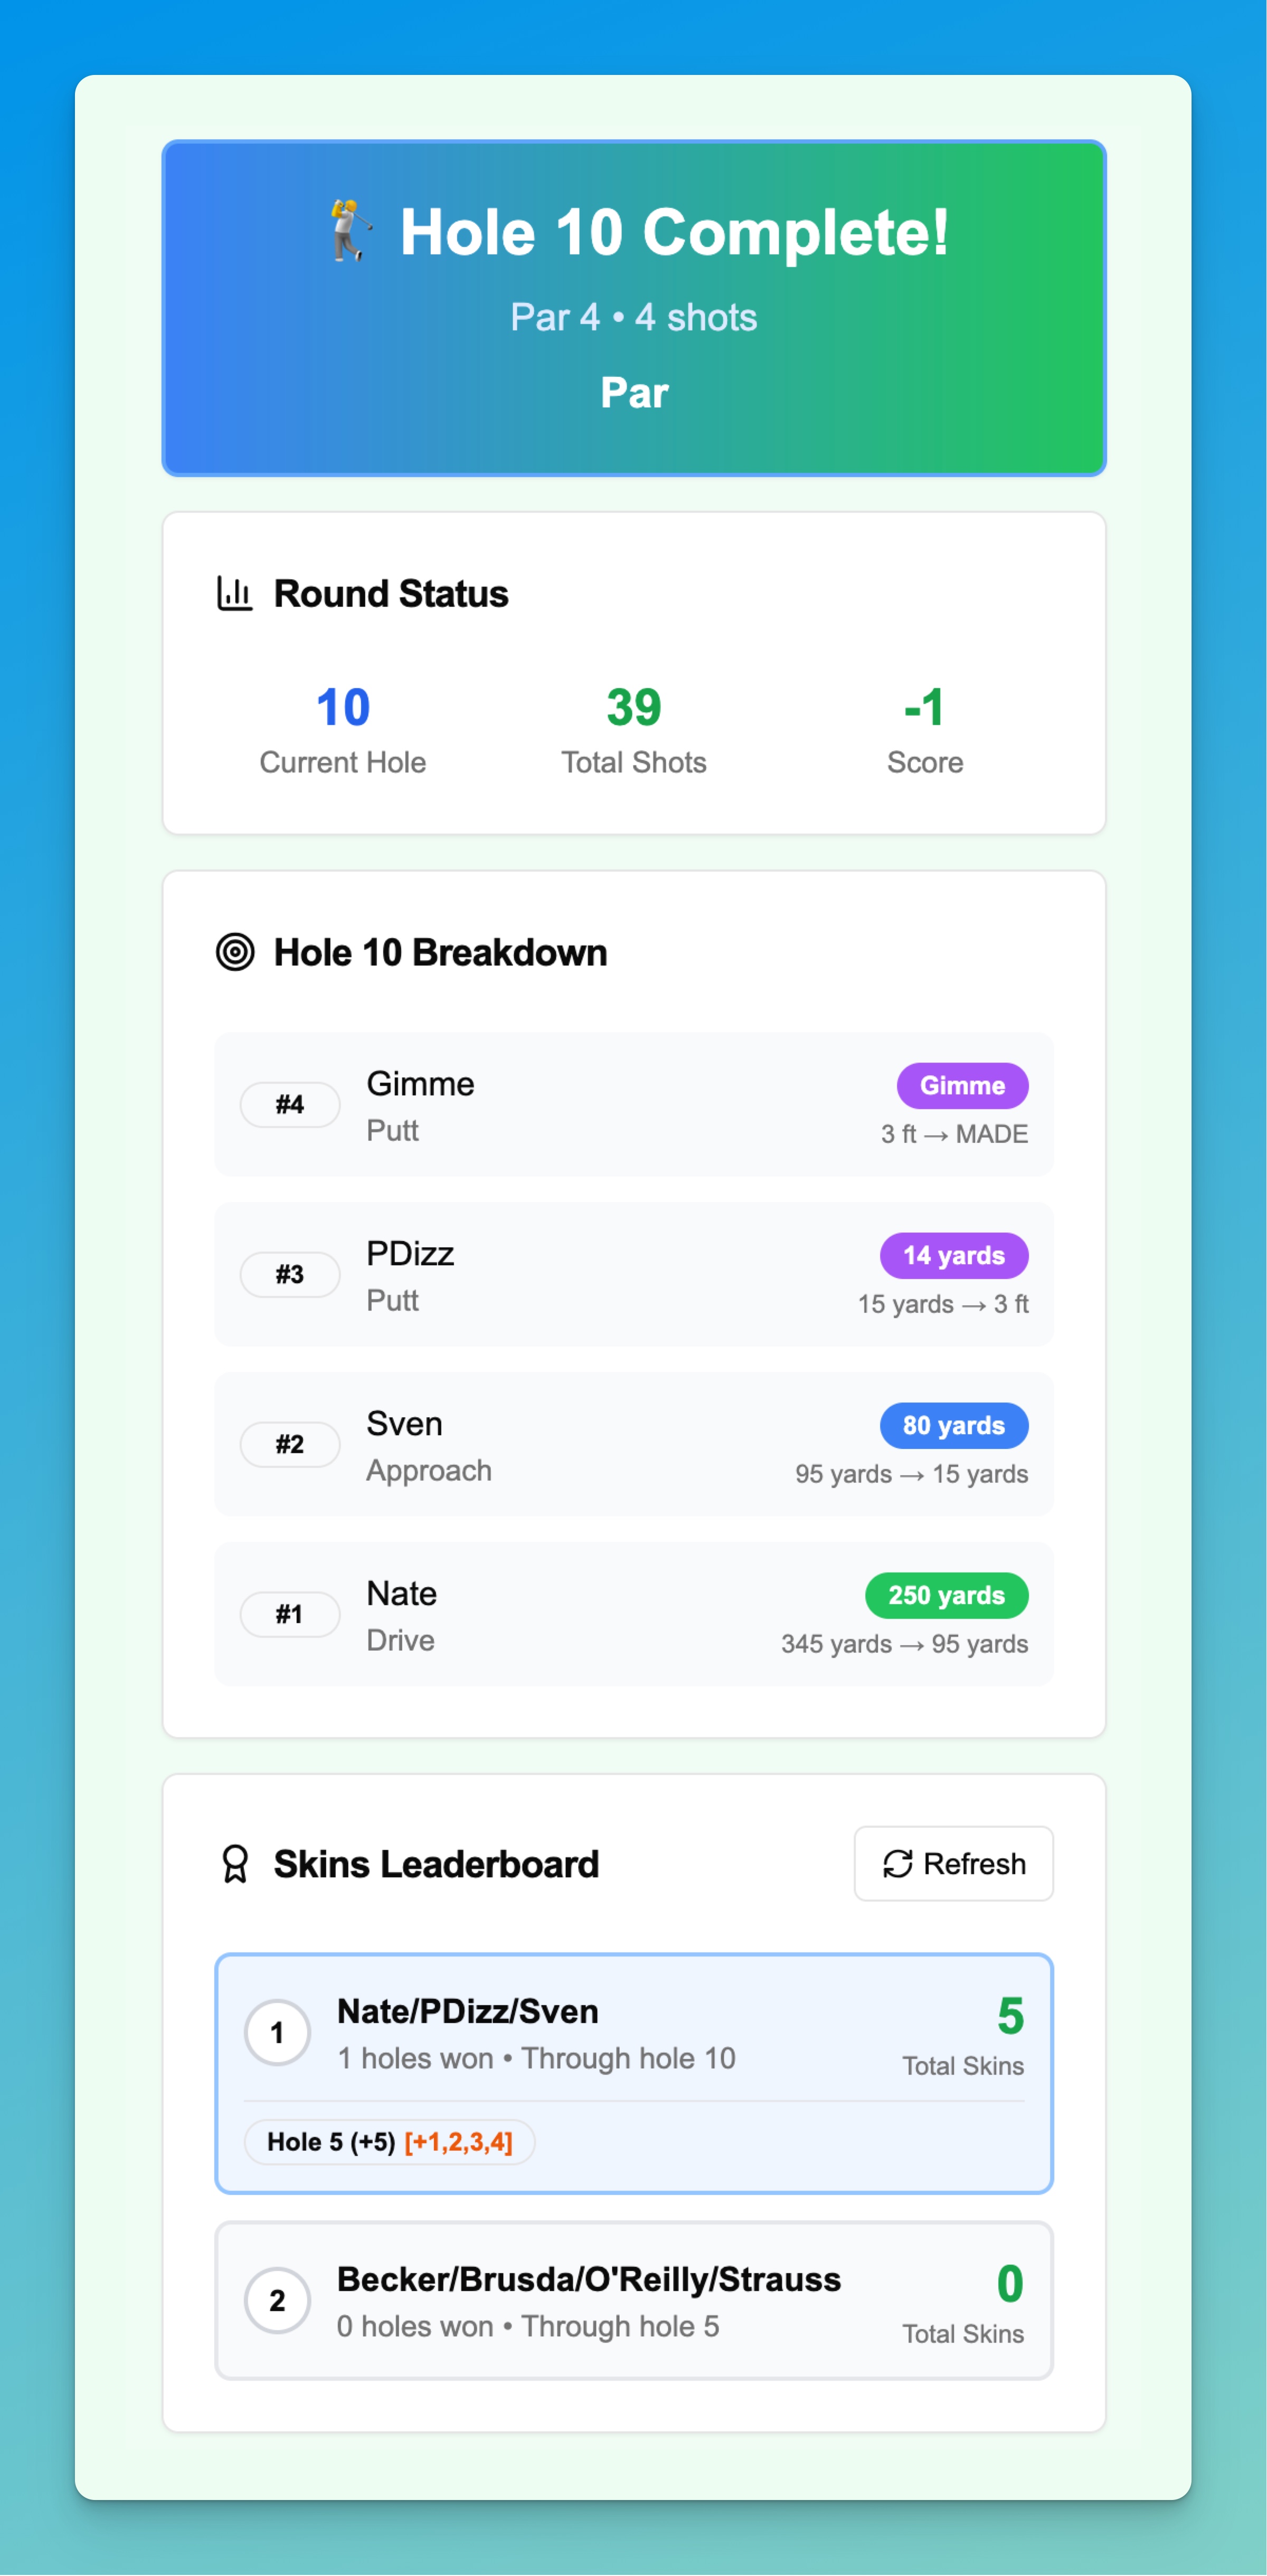 Hole 10 Complete!
Par 4 • 4 shots
Par
Round Status
10
Current Hole
39
Total Shots
-1
Score
Hole 10 Breakdown
#4
Gimme
Putt
Gimme
3 ft → MADE
#3
PDizz
Putt
14 yards
15 yards → 3 ft
#2
Sven
Approach
80 yards
95 yards → 15 yards
#1
Nate
Drive
250 yards
345 yards → 95 yards
Skins Leaderboard
Refresh
1
Nate/PDizz/Sven
1 holes won • Through hole 10
5
Total Skins
Hole 5 (+5) [+1,2,3,4]
2
Becker/Brusda/O'Reilly/Strauss
0 holes won • Through hole 5
0
Total Skins